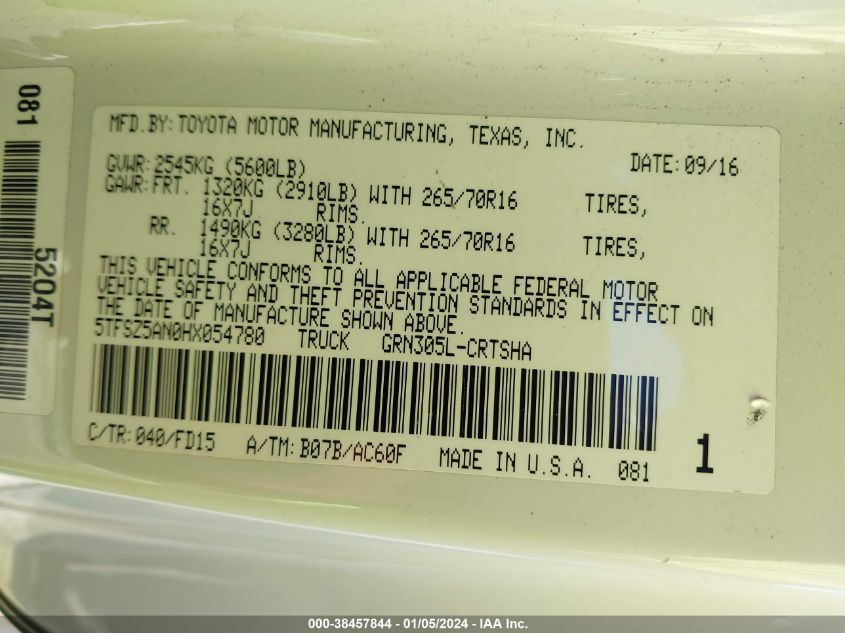 MFD.BY:TOYOTA MOTOR MANUFACTURING, TEXAS, INC.
DATE:09/16
GVWR:2545KG (5600LB)
GAWR:FRT. 1320KG (2910LB) WITH 265/70R16 TIRES,
16X7J RIMS.
RR. 1490KG (3280LB) WITH 265/70R16 TIRES,
16X7J RIMS.
THIS VEHICLE CONFORMS TO ALL APPLICABLE FEDERAL MOTOR
VEHICLE SAFETY AND THEFT PREVENTION STANDARDS IN EFFECT ON
THE DATE OF MANUFACTURE SHOWN ABOVE.
5TFSZ5AN0HX054780 TRUCK GRN305L-CRTSHA
C/TR:040/FD15 A/TM:B07B/AC60F MADE IN U.S.A. 081 1
081
5204T
000-38457844 - 01/05/2024 - IAA Inc.